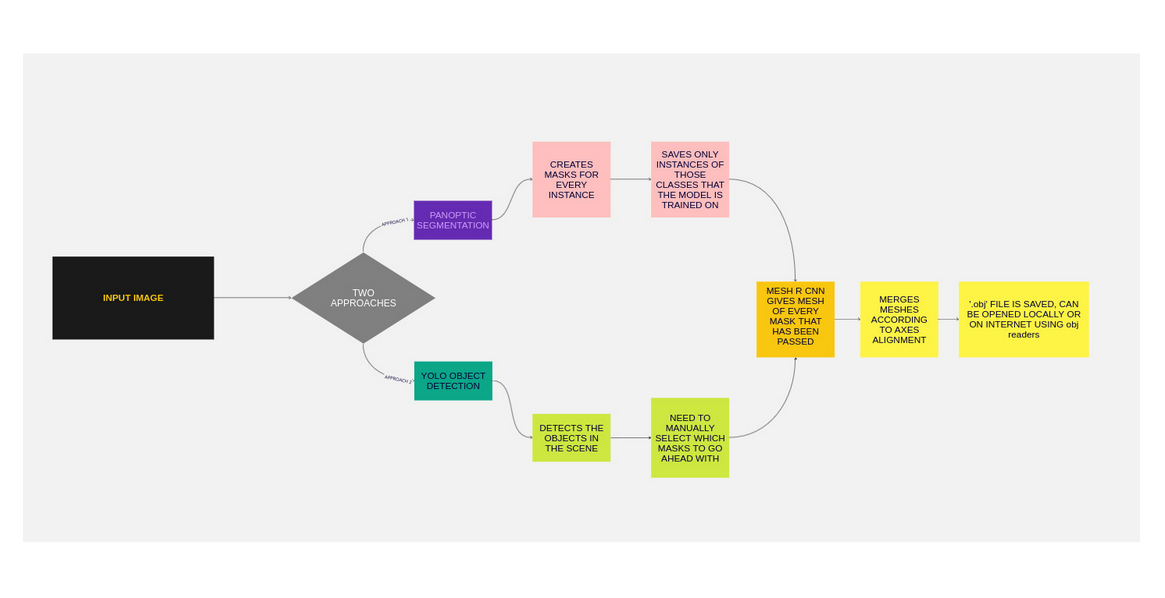 INPUT IMAGE
TWO
APPROACHES
APPROACH 1
PANOPTIC
SEGMENTATION
CREATES
MASKS FOR
EVERY
INSTANCE
SAVES ONLY
INSTANCES OF
THOSE
CLASSES THAT
THE MODEL IS
TRAINED ON
APPROACH 2
YOLO OBJECT
DETECTION
DETECTS THE
OBJECTS IN
THE SCENE
NEED TO
MANUALLY
SELECT WHICH
MASKS TO GO
AHEAD WITH
MESH R CNN
GIVES MESH
OF EVERY
MASK THAT
HAS BEEN
PASSED
MERGES
MESHES
ACCORDING
TO AXES
ALIGNMENT
'.obj' FILE IS SAVED, CAN
BE OPENED LOCALLY OR
ON INTERNET USING obj
readers